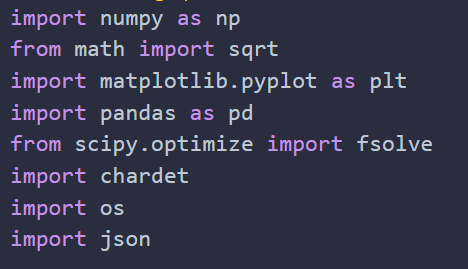 import numpy as np
from math import sqrt
import matplotlib.pyplot as plt
import pandas as pd
from scipy.optimize import fsolve
import chardet
import os
import json